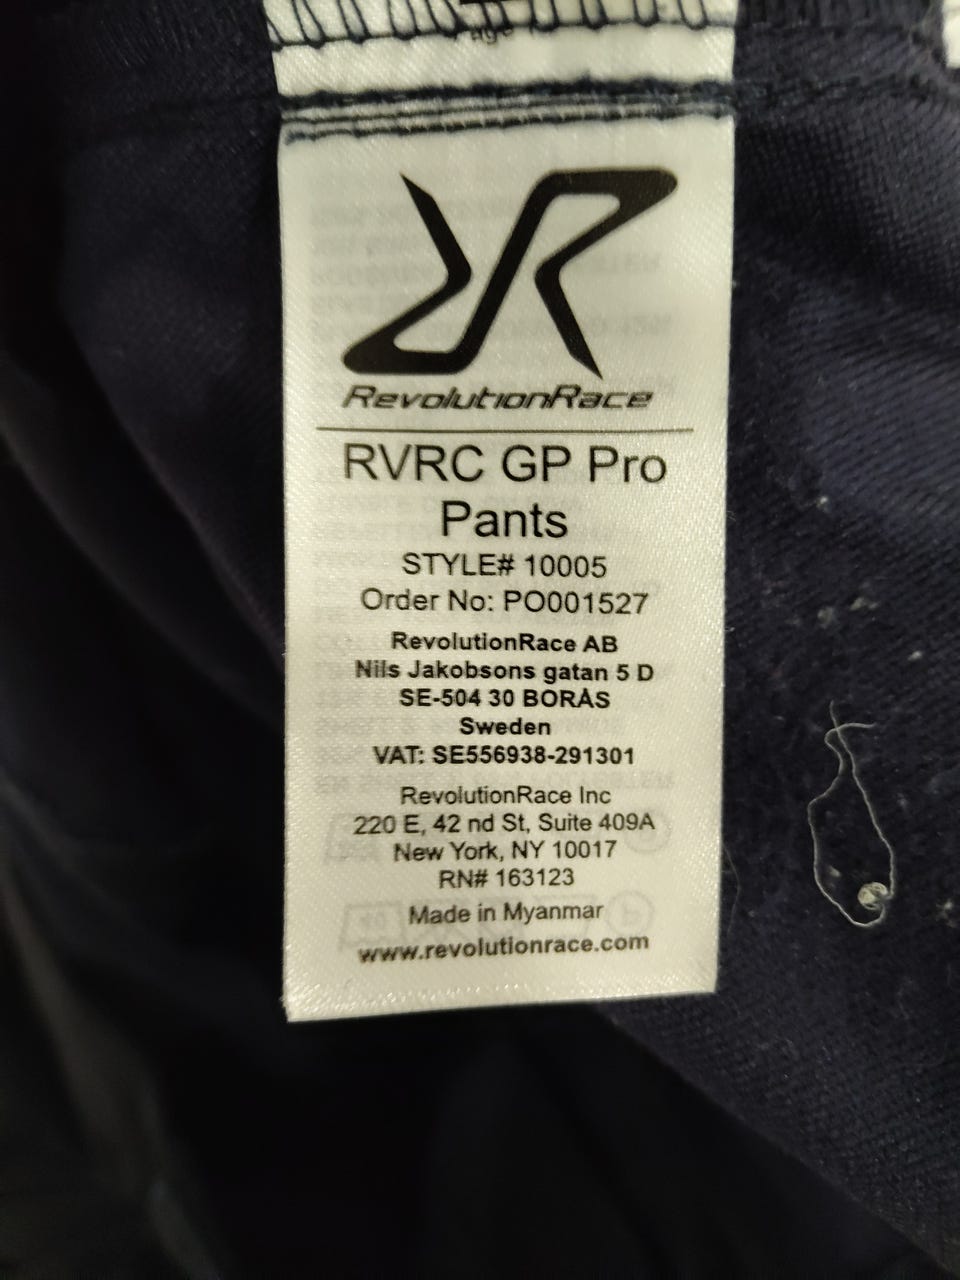 RevolutionRace
RVRC GP Pro
Pants
STYLE# 10005
Order No: PO001527
RevolutionRace AB
Nils Jakobsons gatan 5 D
SE-504 30 BORÅS
Sweden
VAT: SE556938-291301
RevolutionRace Inc
220 E, 42 nd St, Suite 409A
New York, NY 10017
RN# 163123
Made in Myanmar
www.revolutionrace.com